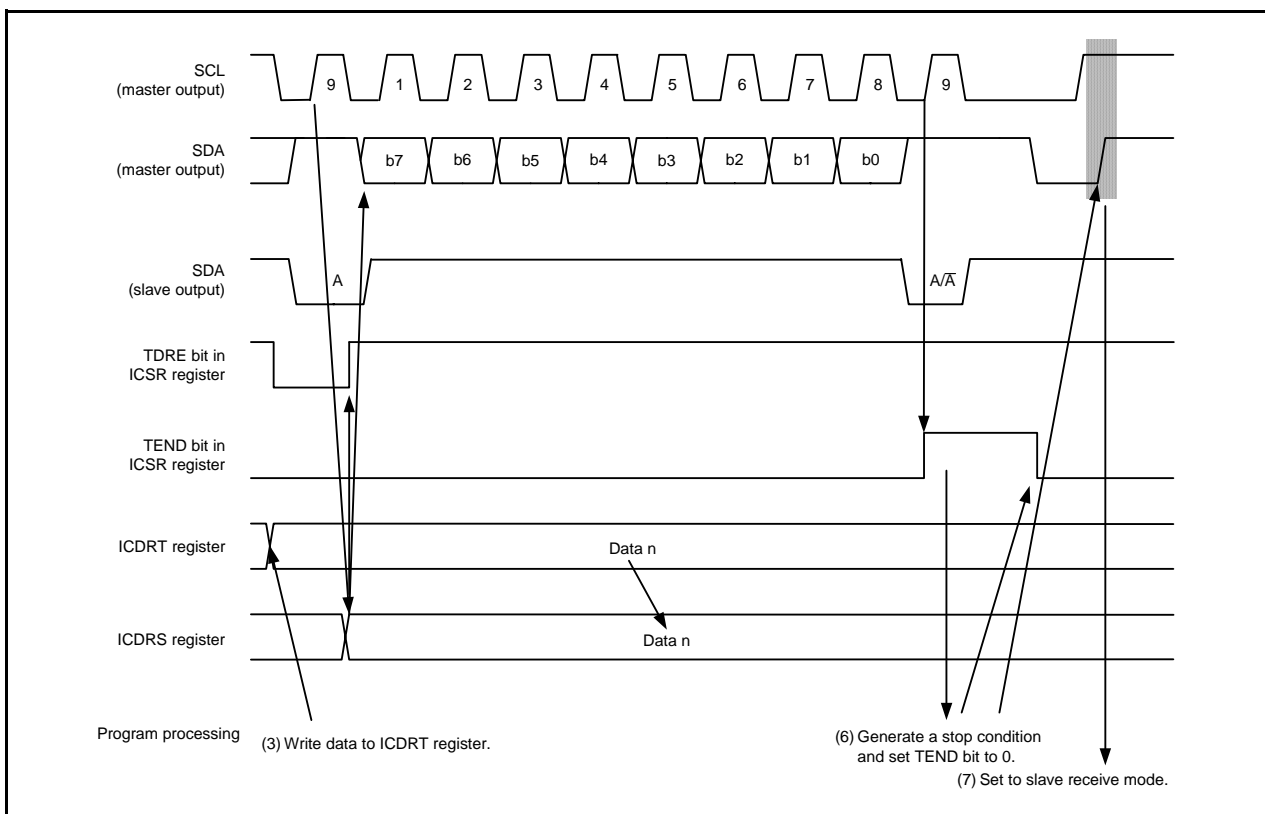 SCL
(master output)
9 1 2 3 4 5 6 7 8 9
SDA
(master output)
b7 b6 b5 b4 b3 b2 b1 b0
SDA
(slave output)
A A/A̅
TDRE bit in
ICSR register
TEND bit in
ICSR register
ICDRT register
Data n
ICDRS register
Data n
Program processing
(3) Write data to ICDRT register.
(6) Generate a stop condition
and set TEND bit to 0.
(7) Set to slave receive mode.